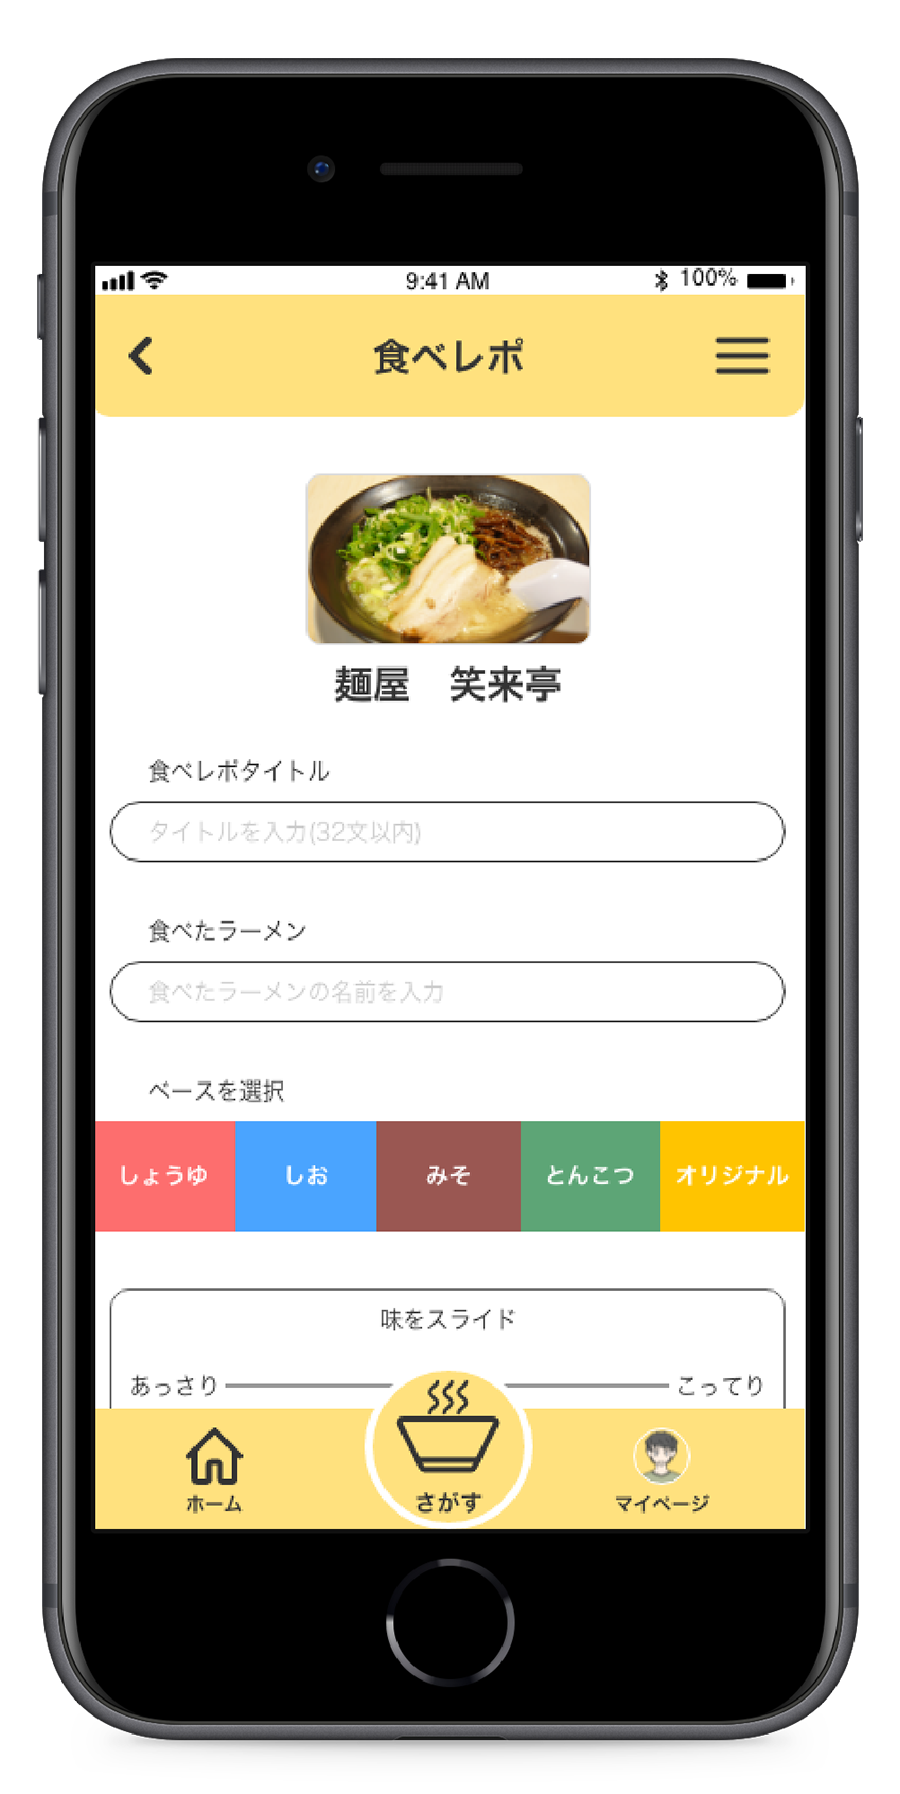 9:41 AM 100%
食べレポ
麺屋　笑来亭
食べレポタイトル
タイトルを入力(32文以内)
食べたラーメン
食べたラーメンの名前を入力
ベースを選択
しょうゆ しお みそ とんこつ オリジナル
味をスライド
あっさり こってり
ホーム さがす マイページ